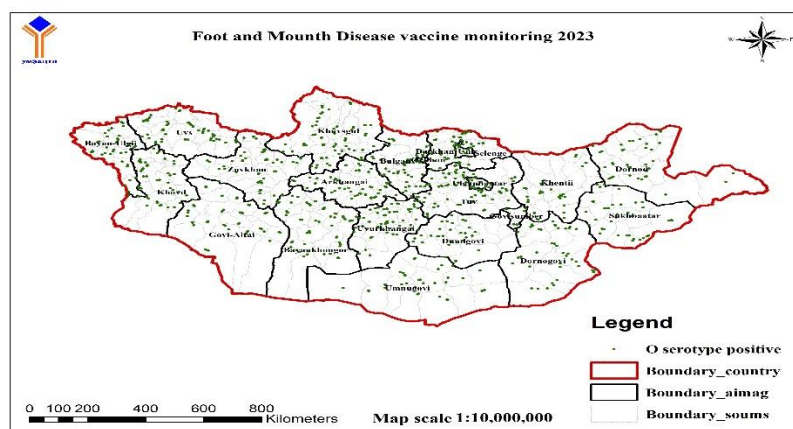 Foot and Mounth Disease vaccine monitoring 2023
N
W
E
S
Khuvsgul
Uvs
Bayan-Ulgii
Selenge
Bulgan
Dornod
Zavkhan
Arkhangai
Khentii
Khovd
Tuv
Sukhbaatar
Govi-Altai
Uvurkhangai
Dundgovi
Bayankhongor
Dornogovi
Umnugovi
Legend
O serotype positive
Boundary_country
Boundary_aimag
Boundary_soums
0 100 200 400 600 800
Kilometers
Map scale 1:10,000,000